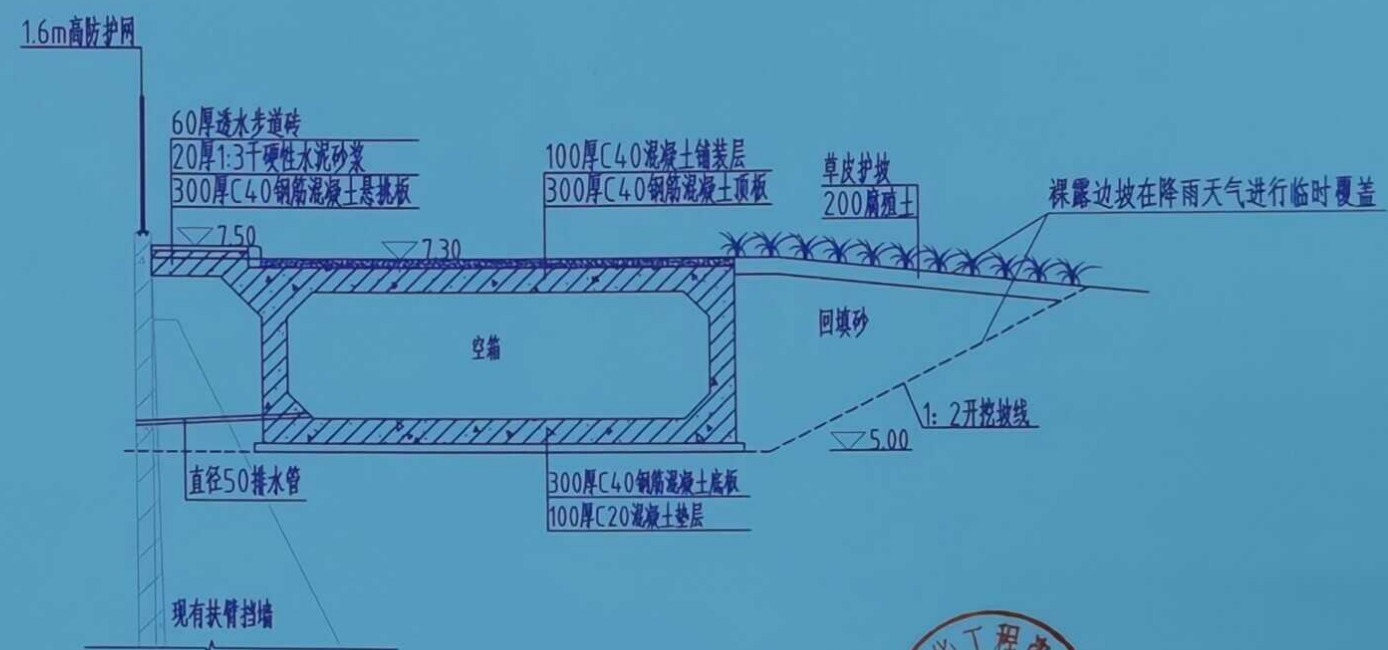 1.6m高防护网
60厚透水步道砖
20厚1:3干硬性水泥砂浆
300厚C40钢筋混凝土悬挑板
100厚C40混凝土铺装层
300厚C40钢筋混凝土顶板
草皮护坡
200腐殖土
裸露边坡在降雨天气进行临时覆盖
7.50
7.30
回填砂
空箱
1：2开挖坡线
5.00
直径50排水管
300厚C40钢筋混凝土底板
100厚C20混凝土垫层
现有扶臂挡墙
工程